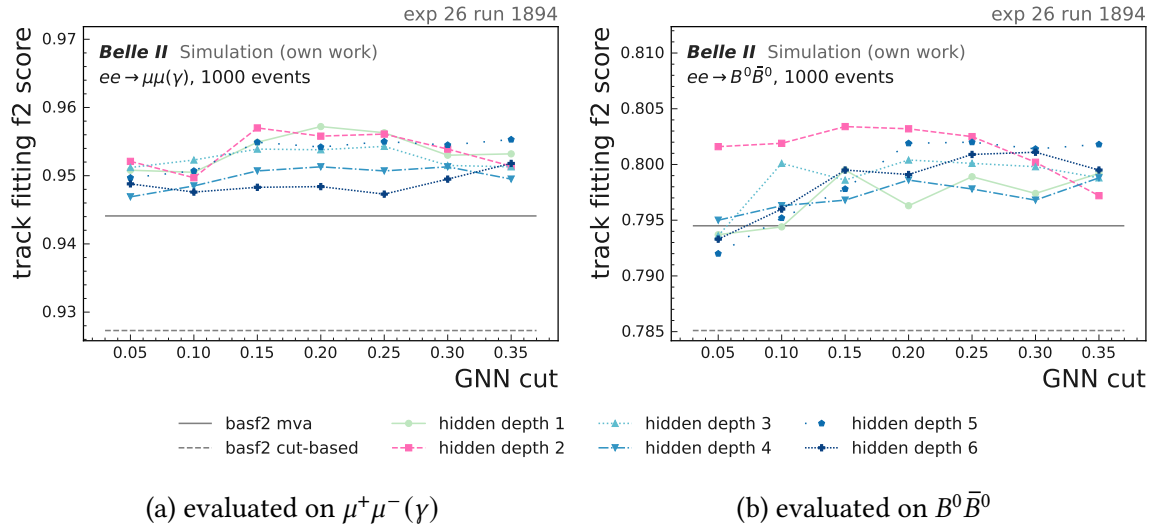 exp 26 run 1894
Belle II Simulation (own work)
ee → μμ(γ), 1000 events
track fitting f2 score
0.97
0.96
0.95
0.94
0.93
0.05 0.10 0.15 0.20 0.25 0.30 0.35
GNN cut
exp 26 run 1894
Belle II Simulation (own work)
ee → B⁰B̄⁰, 1000 events
track fitting f2 score
0.810
0.805
0.800
0.795
0.790
0.785
0.05 0.10 0.15 0.20 0.25 0.30 0.35
GNN cut
basf2 mva hidden depth 1 hidden depth 3 hidden depth 5
basf2 cut-based hidden depth 2 hidden depth 4 hidden depth 6
(a) evaluated on μ⁺μ⁻(γ)
(b) evaluated on B⁰B̄⁰